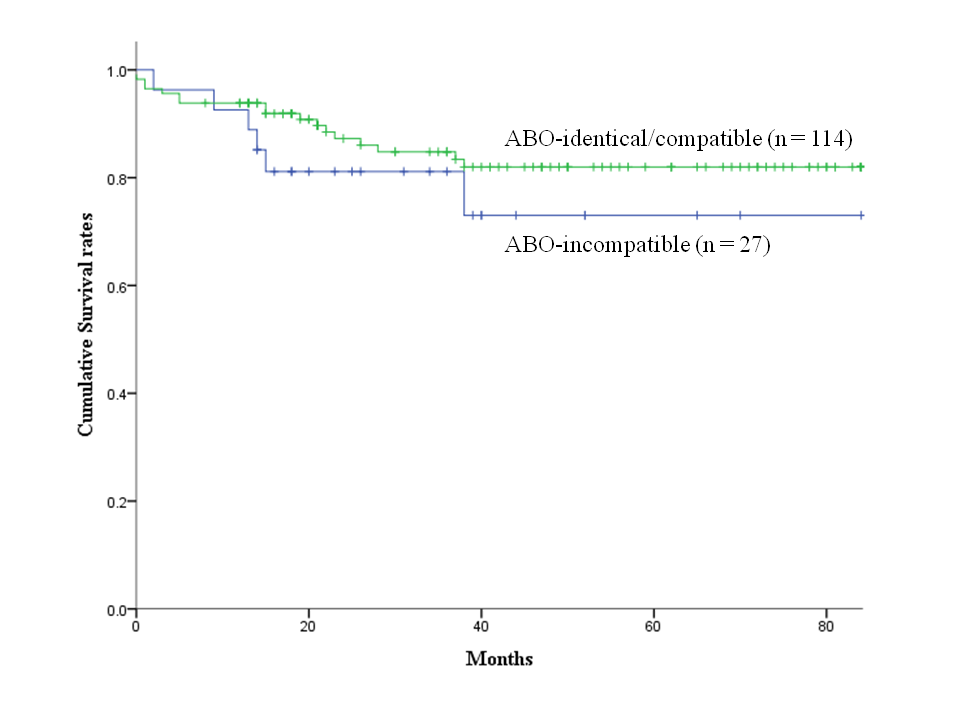 1.0
ABO-identical/compatible (n = 114)
0.8
ABO-incompatible (n = 27)
0.6
0.4
0.2
0.0
Cumulative Survival rates
0 20 40 60 80
Months